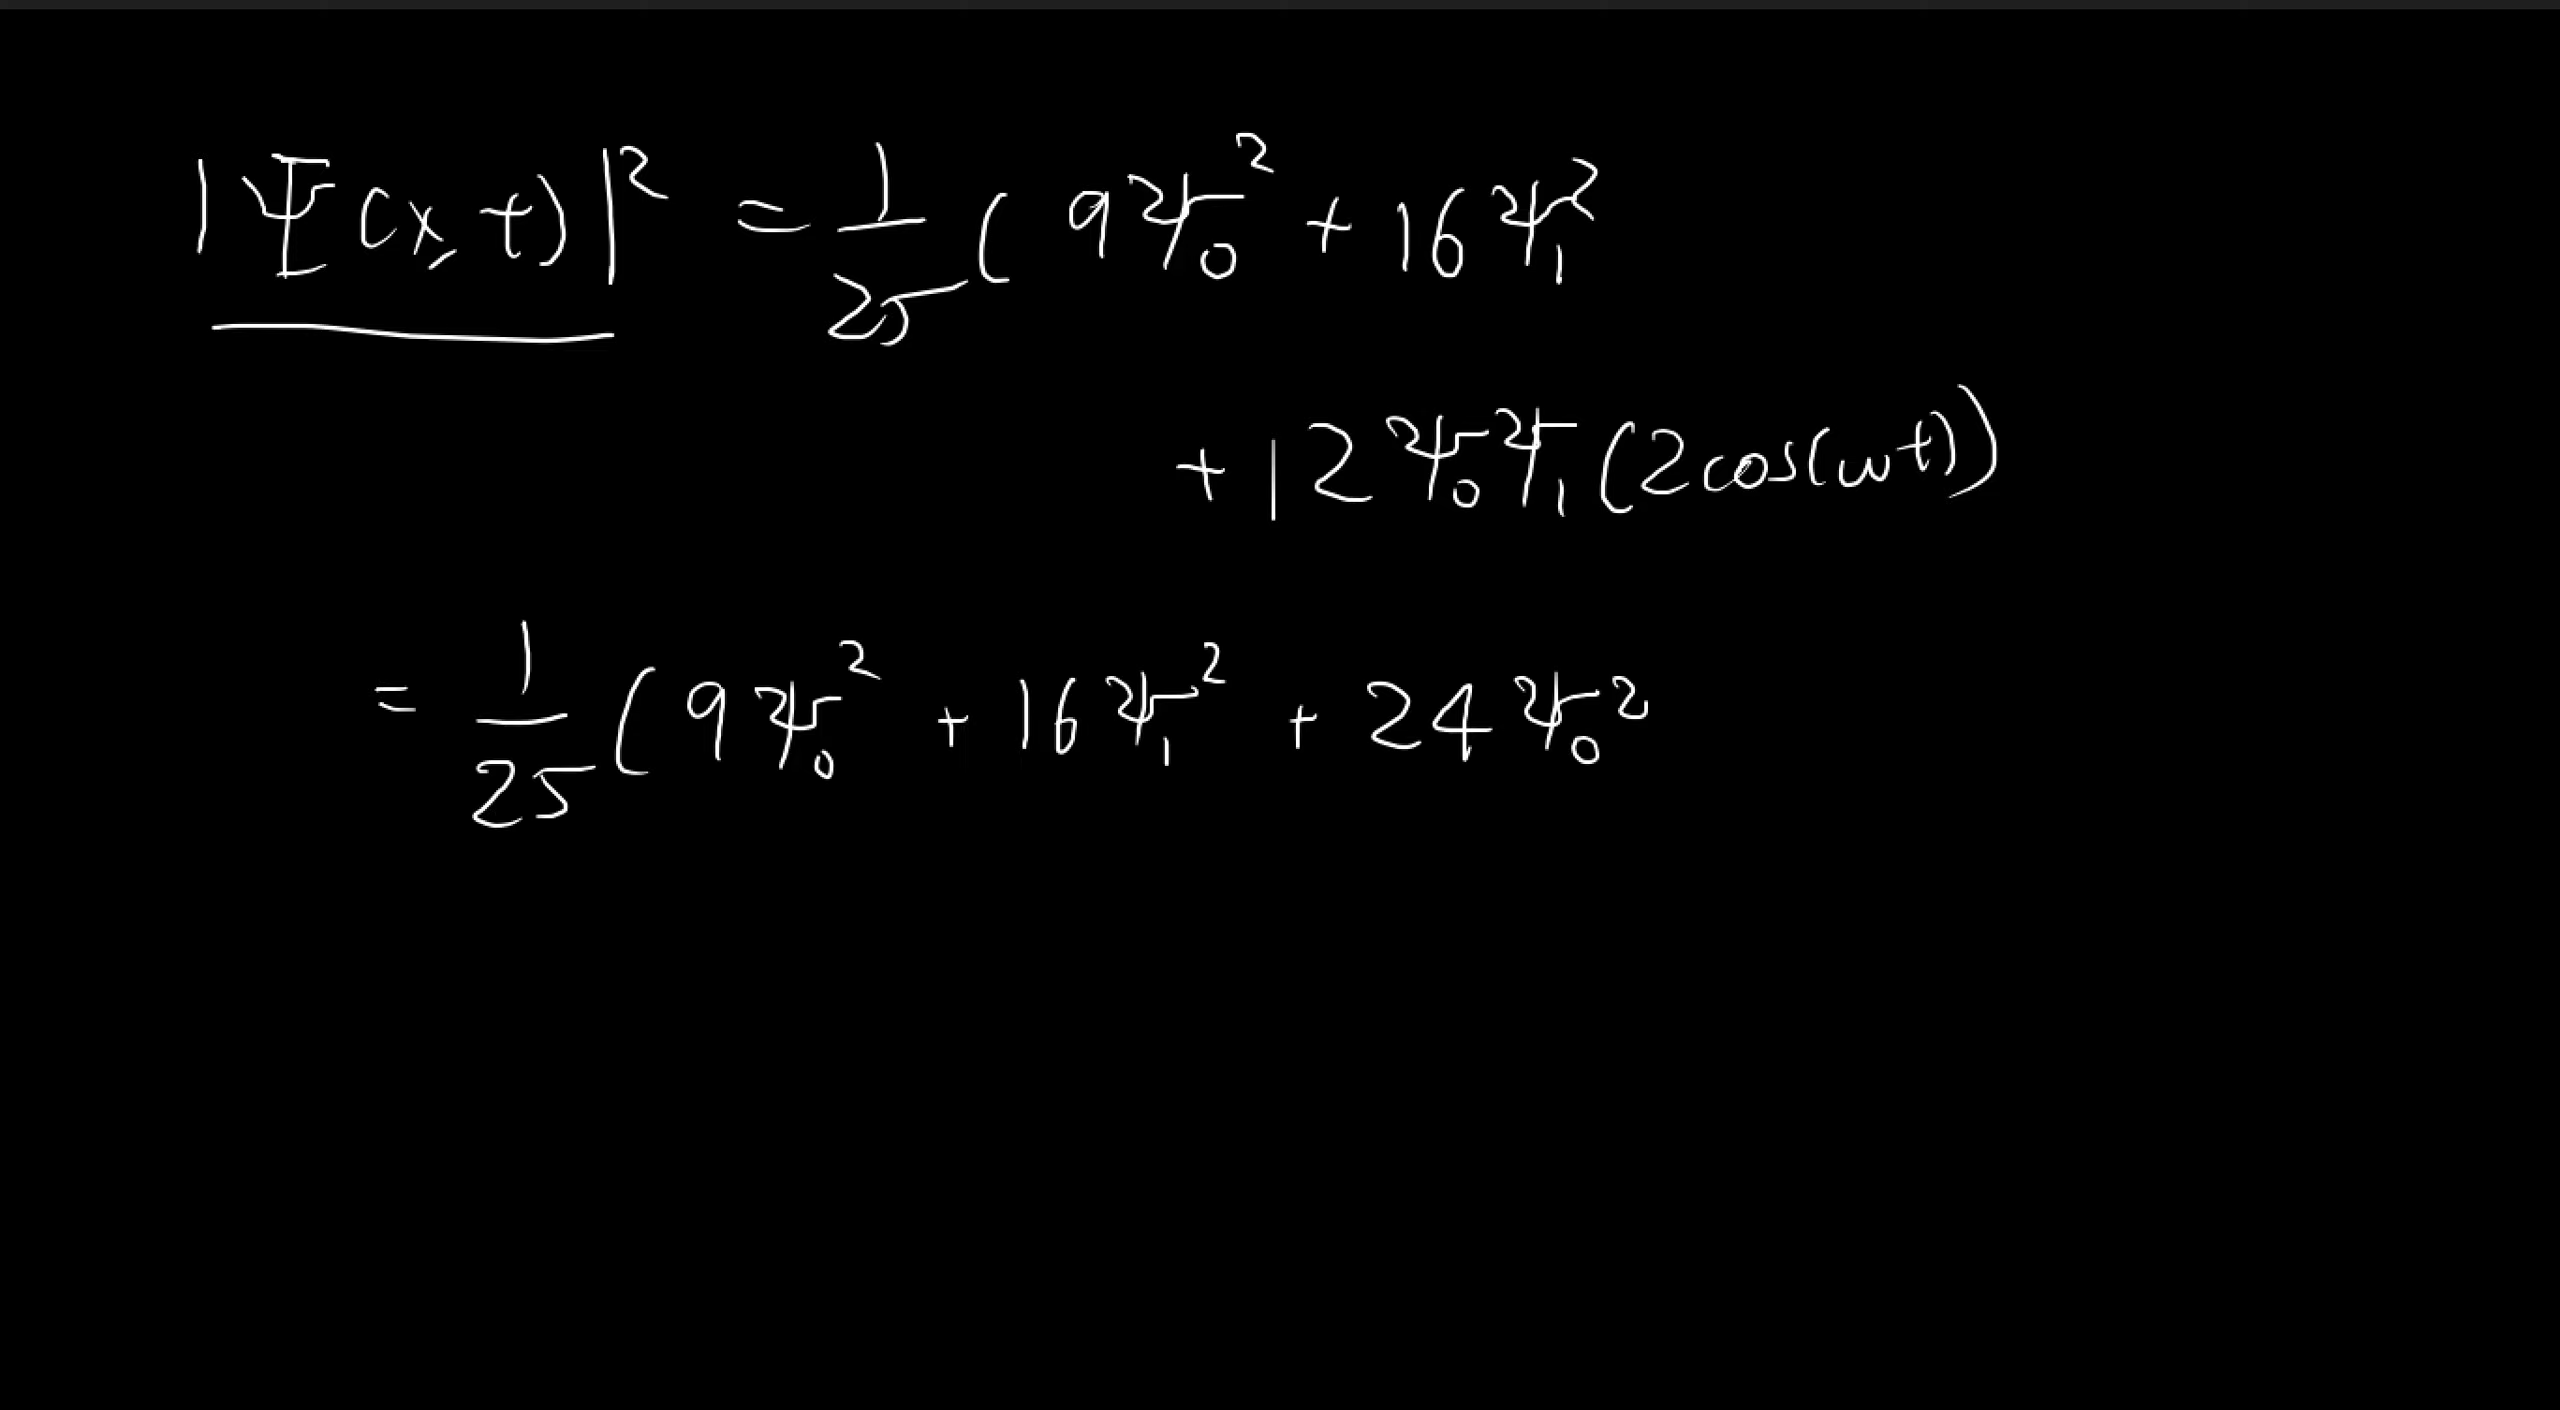 |Ψ(x,t)|² = 1/25 (9ψ₀² + 16ψ₁²
+ 12ψ₀ψ₁(2cos(ωt))
= 1/25 (9ψ₀² + 16ψ₁² + 24ψ₀²